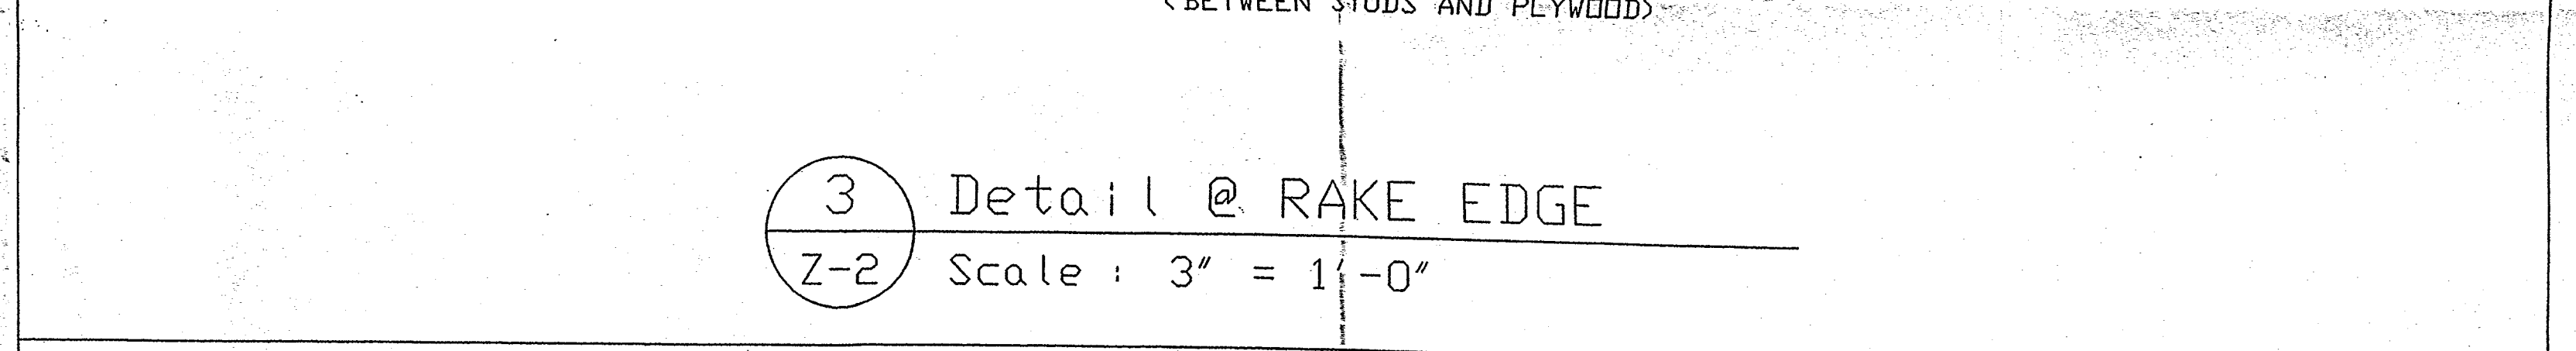 (BETWEEN STUDS AND PLYWOOD)
3 Detail @ RAKE EDGE
Z-2 Scale : 3" = 1'-0"